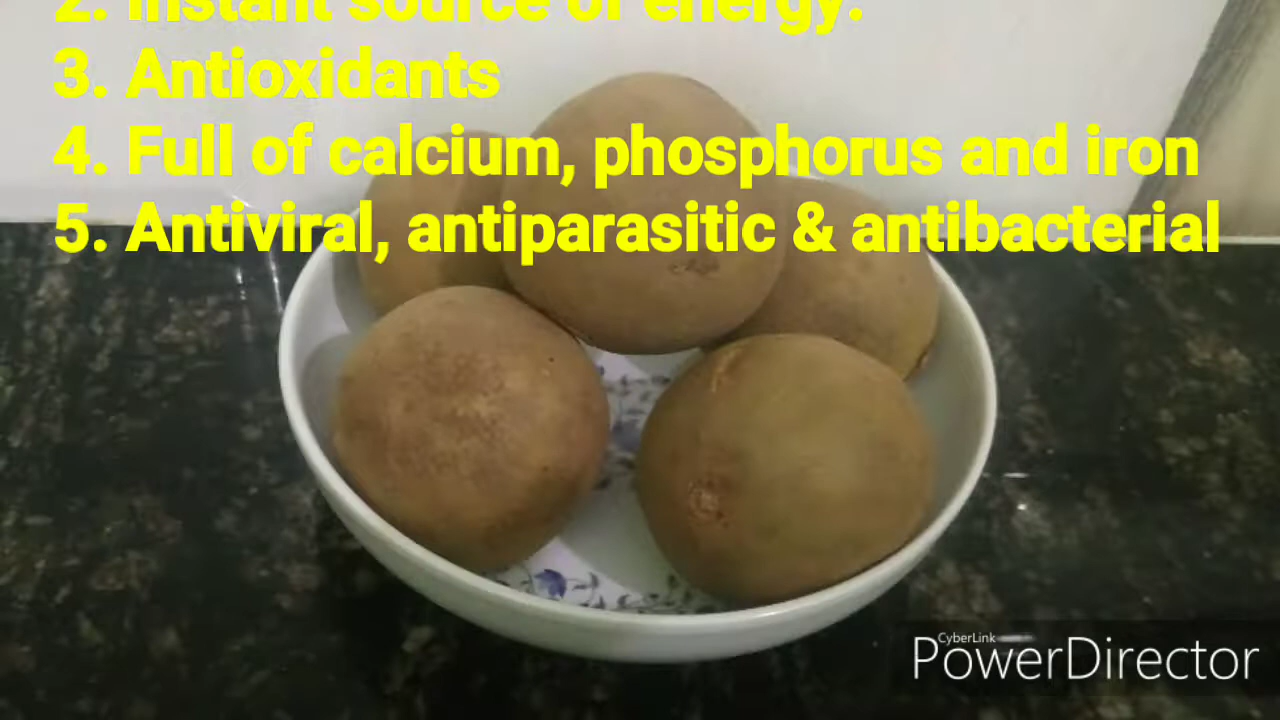 2. Instant source of energy.
3. Antioxidants
4. Full of calcium, phosphorus and iron
5. Antiviral, antiparasitic & antibacterial
CyberLink
PowerDirector